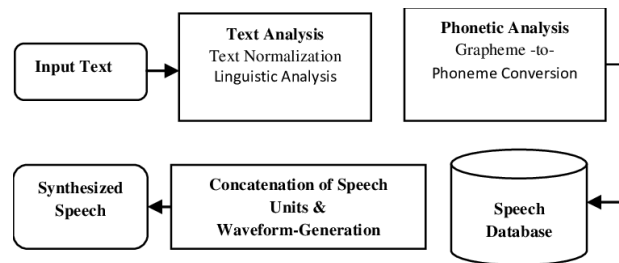 Input Text
Text Analysis
Text Normalization
Linguistic Analysis
Phonetic Analysis
Grapheme -to-
Phoneme Conversion
Synthesized
Speech
Concatenation of Speech
Units &
Waveform-Generation
Speech
Database